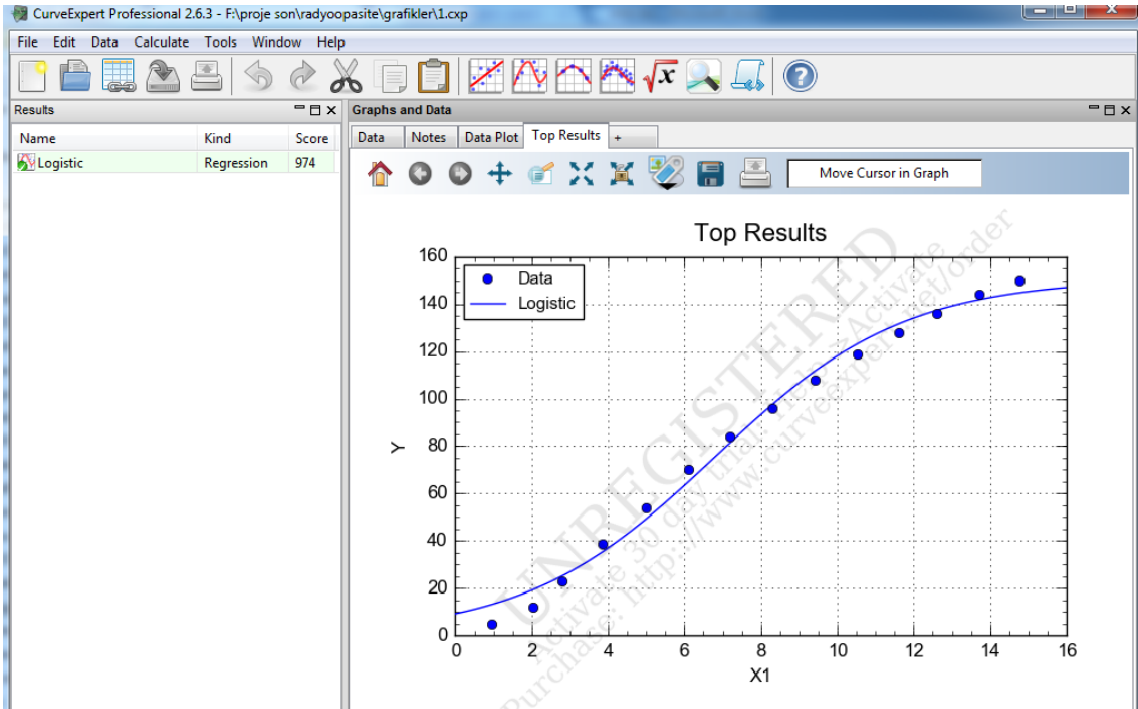 CurveExpert Professional 2.6.3 - F:\proje son\radyoopasite\grafikler\1.cxp
File Edit Data Calculate Tools Window Help
Results
Graphs and Data
Name Kind Score
Logistic Regression 974
Data Notes Data Plot Top Results +
Move Cursor in Graph
Top Results
Data
Logistic
160
140
120
100
80
60
40
20
0
Y
0 2 4 6 8 10 12 14 16
X1
UNREGISTERED
Activate 30 day trial: Help->Activate
Purchase: http://www.curveexpert.net/order